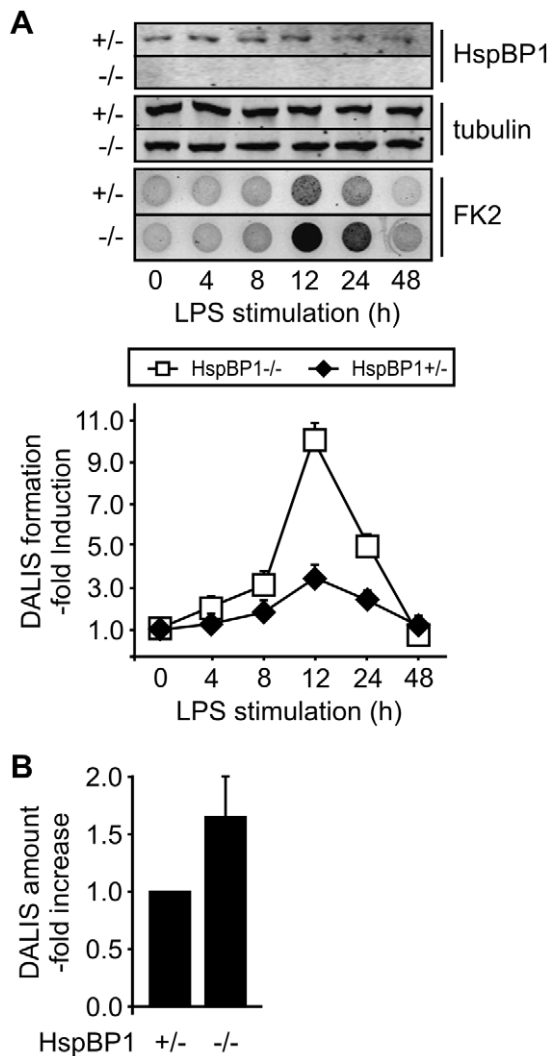 A
+/- HspBP1
-/-
+/- tubulin
-/-
+/- FK2
-/-
0 4 8 12 24 48
LPS stimulation (h)
HspBP1-/- HspBP1+/-
DALIS formation
-fold Induction
11.0
9.0
7.0
5.0
3.0
1.0
0 4 8 12 24 48
LPS stimulation (h)
B
DALIS amount
-fold increase
2.0
1.5
1.0
0.5
0.0
HspBP1 +/- -/-